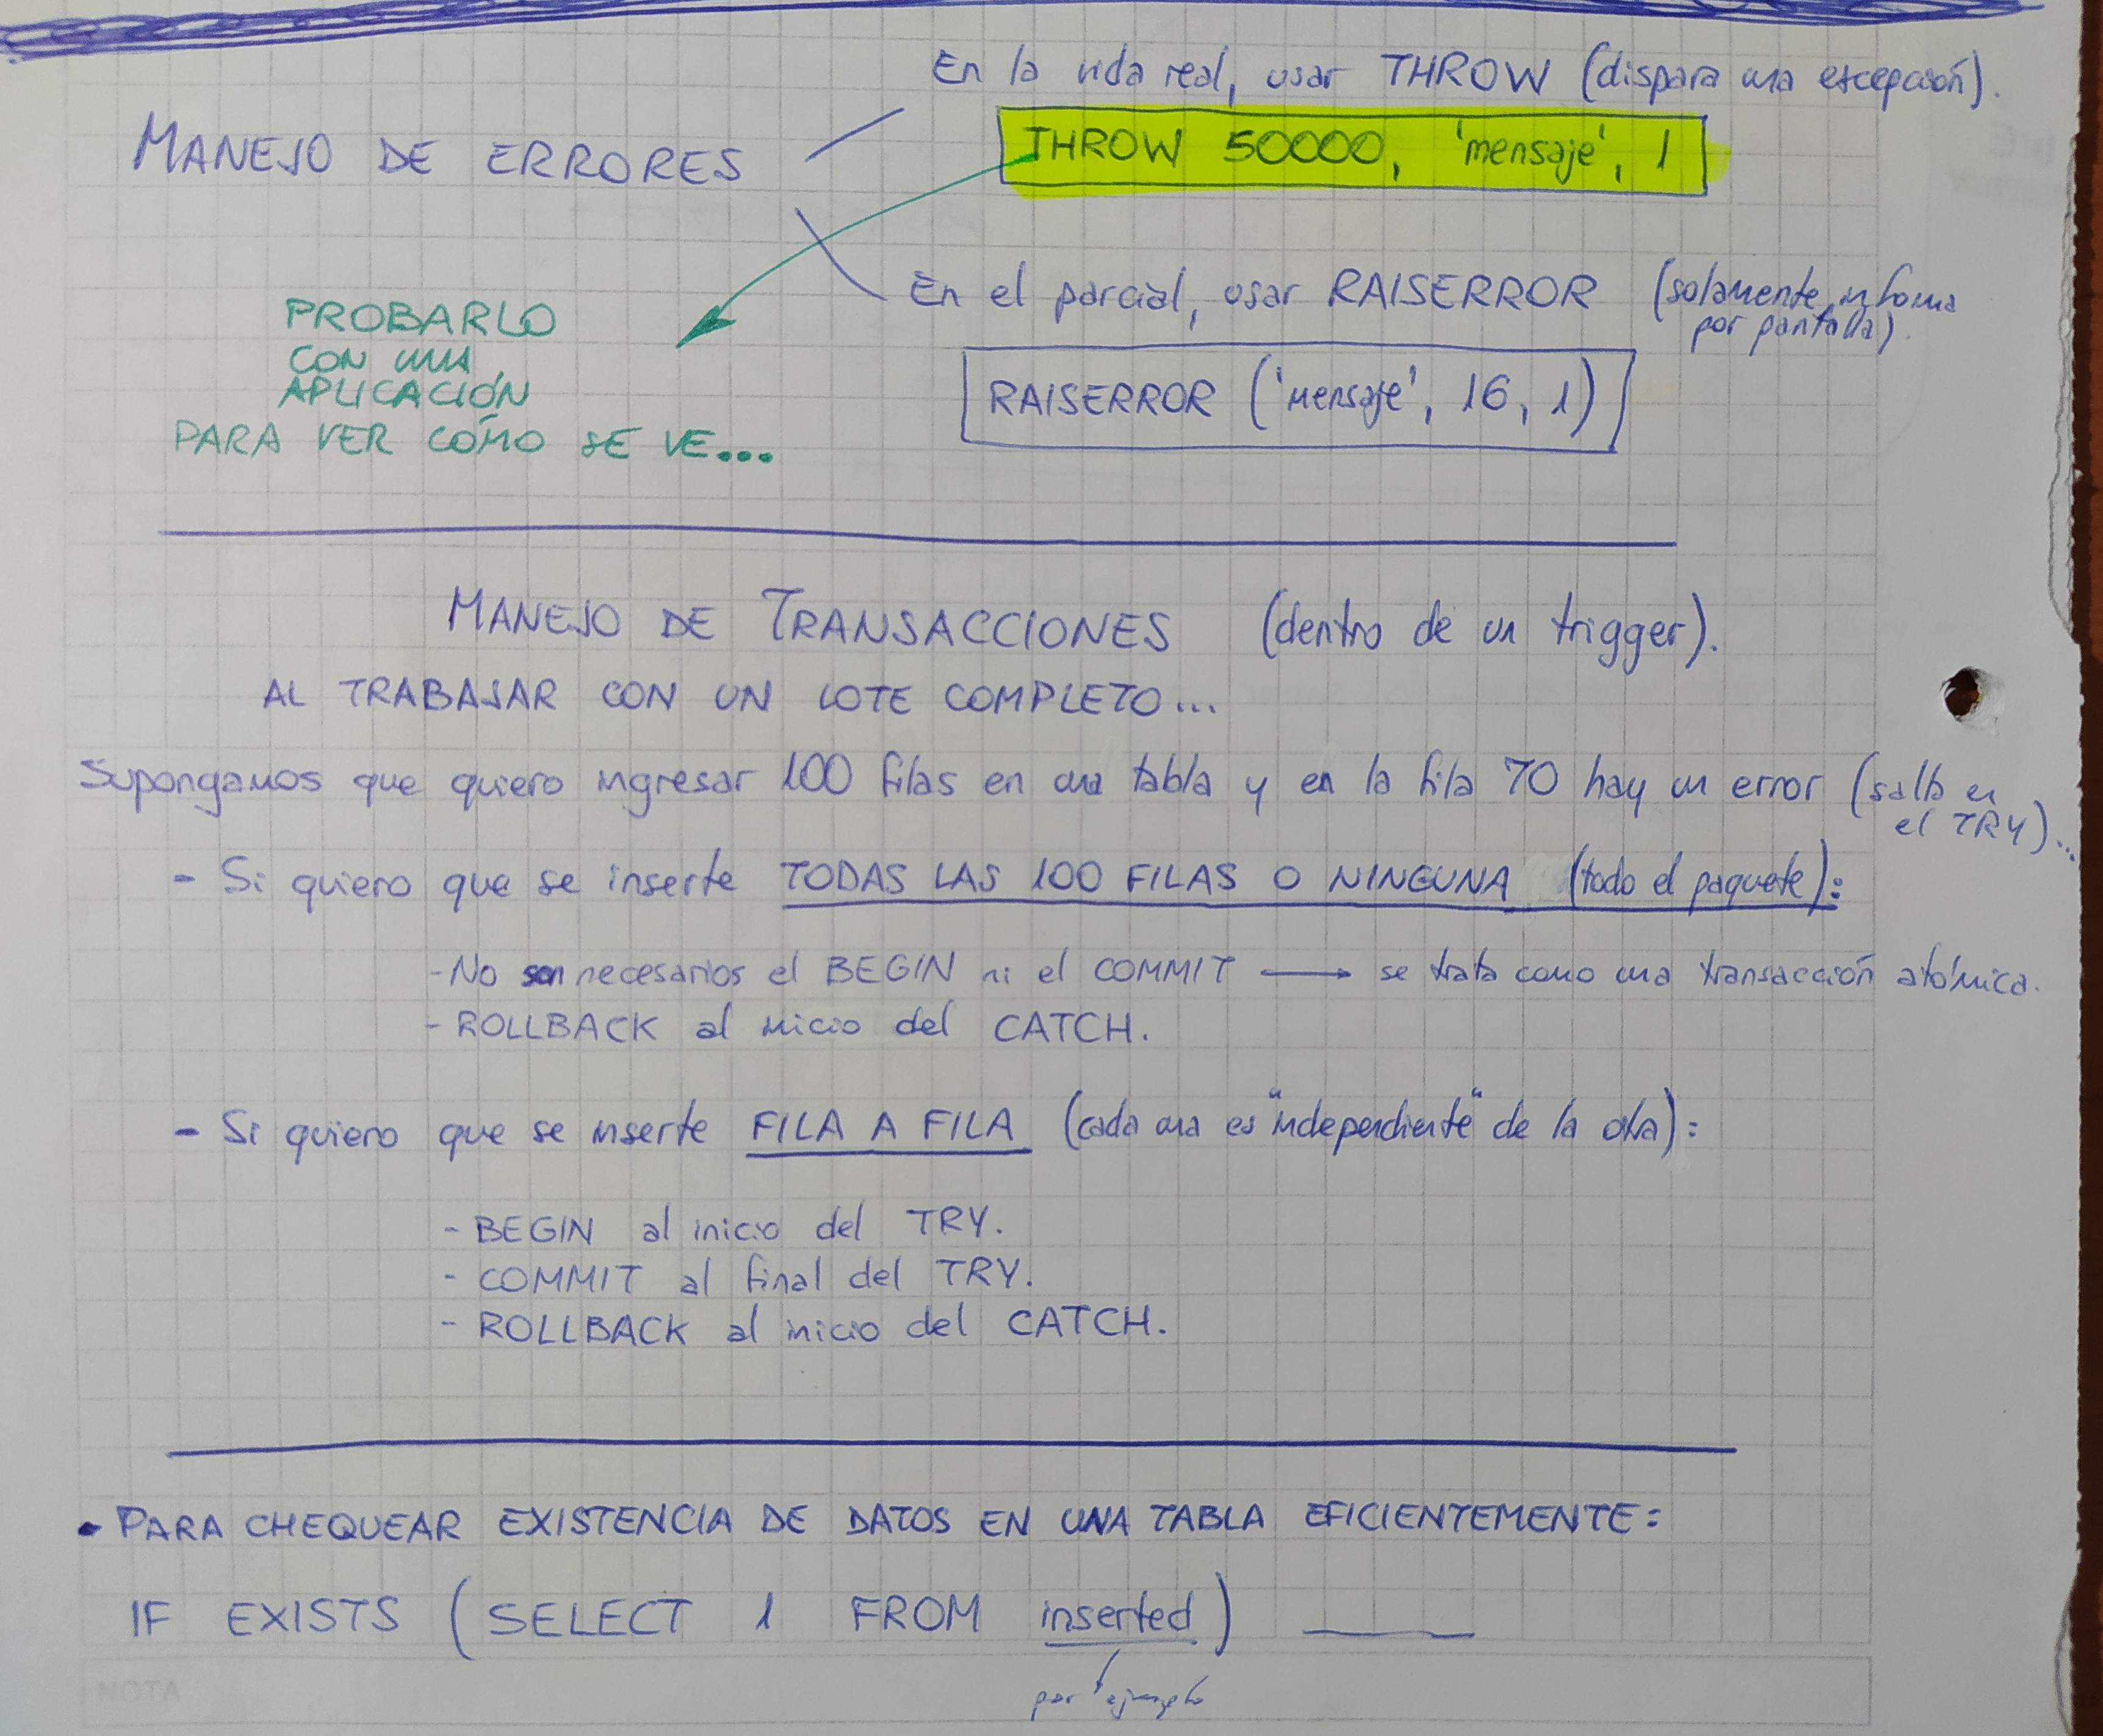 En la vida real, usar THROW (dispara una excepción).
MANEJO DE ERRORES
THROW 50000, 'mensaje', 1
En el parcial, usar RAISERROR (solamente informa
por pantalla).
RAISERROR ('mensaje', 16, 1)
PROBARLO
CON UNA
APLICACIÓN
PARA VER CÓMO SE VE...
MANEJO DE TRANSACCIONES (dentro de un trigger).
AL TRABAJAR CON UN LOTE COMPLETO...
Supongamos que quiero ingresar 100 filas en una tabla y en la fila 70 hay un error (salta en
el TRY)...
- Si quiero que se inserte TODAS LAS 100 FILAS O NINGUNA (todo el paquete):
- No son necesarios el BEGIN ni el COMMIT → se trata como una transacción atómica.
- ROLLBACK al inicio del CATCH.
- Si quiero que se inserte FILA A FILA (cada una es "independiente" de la otra):
- BEGIN al inicio del TRY.
- COMMIT al final del TRY.
- ROLLBACK al inicio del CATCH.
• PARA CHEQUEAR EXISTENCIA DE DATOS EN UNA TABLA EFICIENTEMENTE:
IF EXISTS (SELECT 1 FROM inserted) ____
por ejemplo